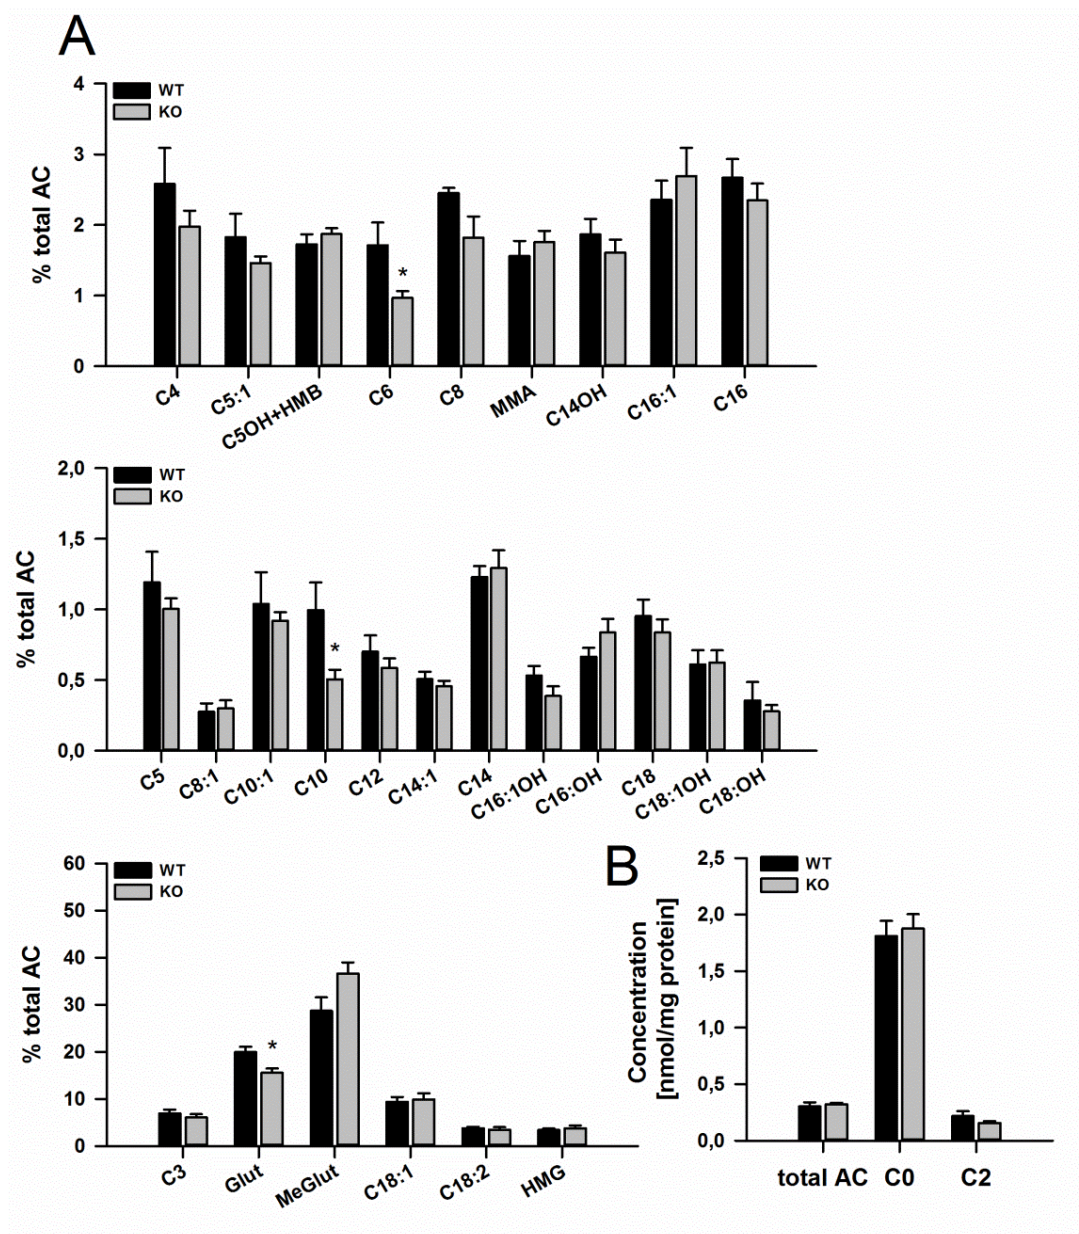 A
4
WT
KO
3
2
1
0
% total AC
*
C4 C5:1 C5OH+HMB C6 C8 MMA C14OH C16:1 C16
2,0
WT
KO
1,5
1,0
0,5
0,0
% total AC
*
C5 C8:1 C10:1 C10 C12 C14:1 C14 C16:1OH C16:OH C18 C18:1OH C18:OH
60
WT
KO
50
40
30
20
10
0
% total AC
*
C3 Glut MeGlut C18:1 C18:2 HMG
B
2,5
WT
KO
2,0
1,5
1,0
0,5
0,0
Concentration
[nmol/mg protein]
total AC C0 C2